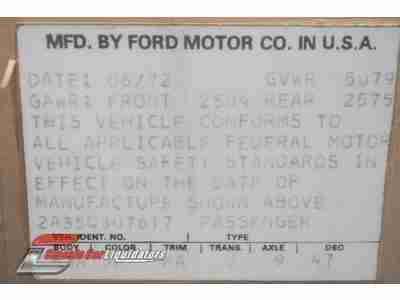 MFD. BY FORD MOTOR CO. IN U.S.A.
DATE: 06/72 GVWR 5079
GAWR: FRONT 2504 REAR 2575
THIS VEHICLE CONFORMS TO
ALL APPLICABLE FEDERAL MOTOR
VEHICLE SAFETY STANDARDS IN
EFFECT ON THE DATE OF
MANUFACTURE SHOWN ABOVE
2A35Q307617 PASSENGER
IDENT. NO. TYPE
BODY COLOR TRIM TRANS. AXLE DSO
9 47
Liquidators